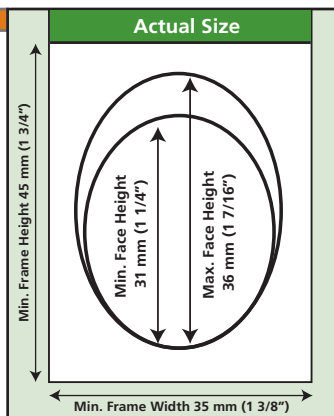 Actual Size
Min. Frame Height 45 mm (1 3/4″)
Min. Face Height
31 mm (1 1/4″)
Max. Face Height
36 mm (1 7/16″)
Min. Frame Width 35 mm (1 3/8″)